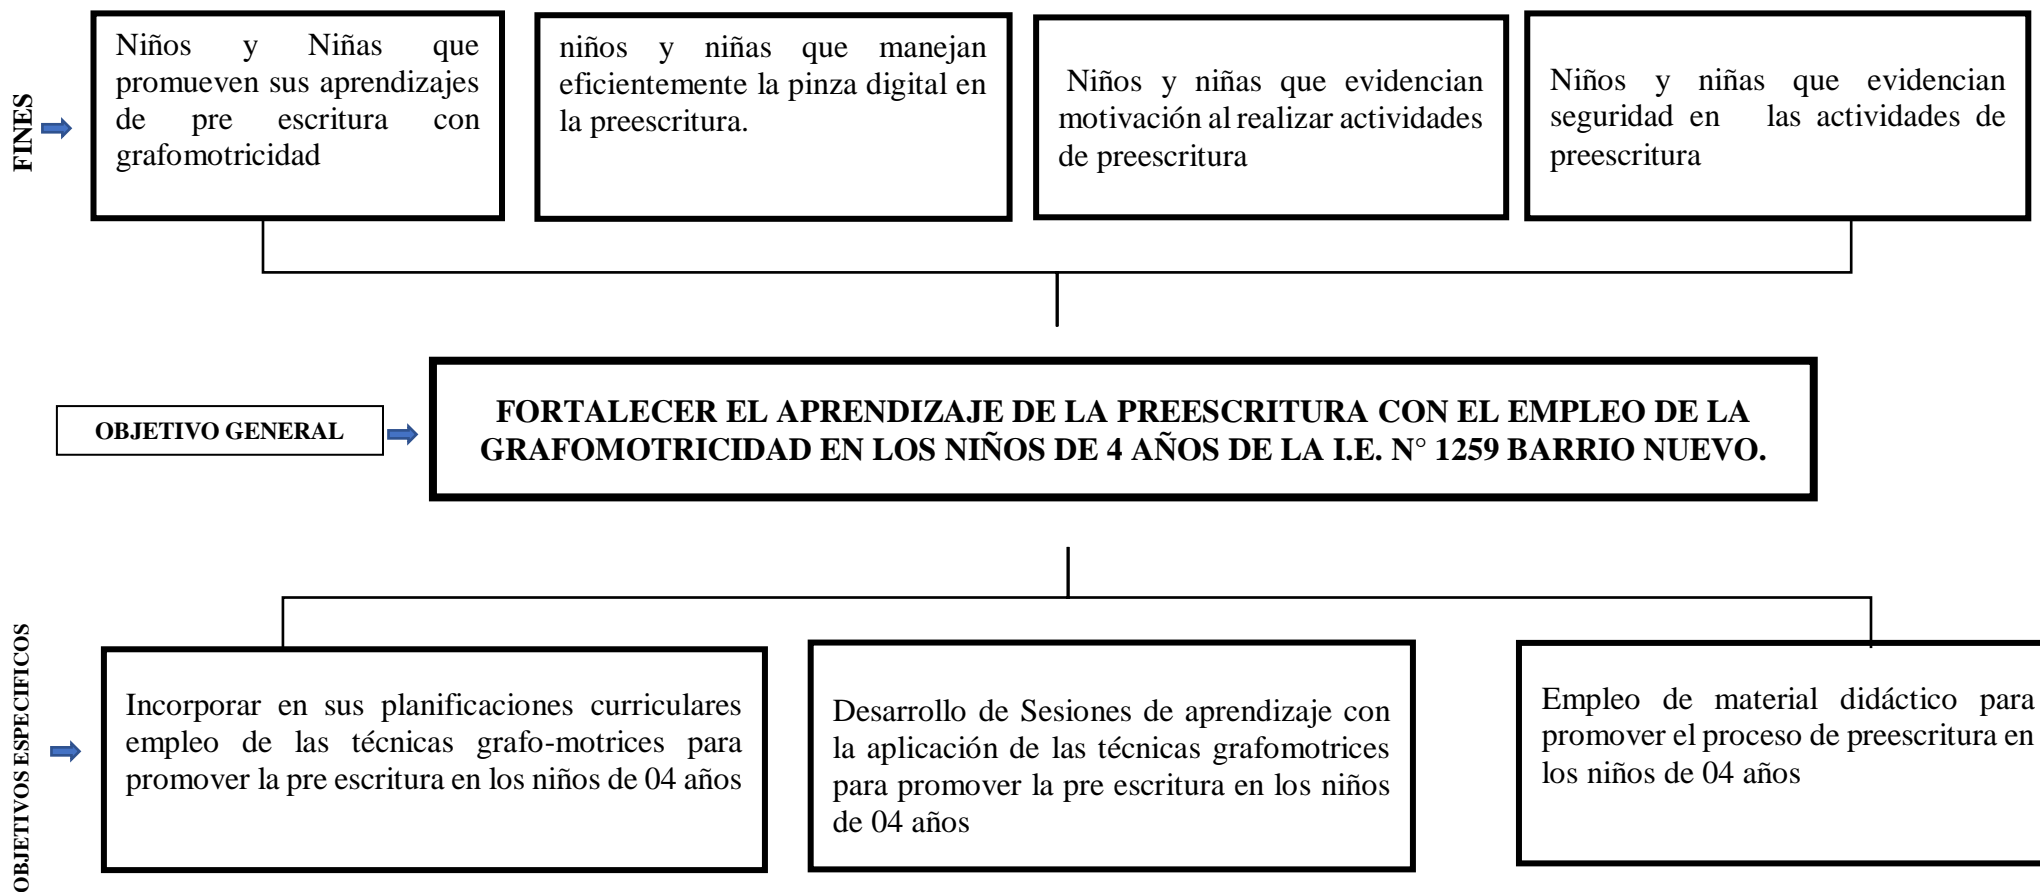 FINES
Niños y Niñas que
promueven sus aprendizajes
de pre escritura con
grafomotricidad
niños y niñas que manejan
eficientemente la pinza digital en
la preescritura.
Niños y niñas que evidencian
motivación al realizar actividades
de preescritura
Niños y niñas que evidencian
seguridad en las actividades de
preescritura
OBJETIVO GENERAL
FORTALECER EL APRENDIZAJE DE LA PREESCRITURA CON EL EMPLEO DE LA
GRAFOMOTRICIDAD EN LOS NIÑOS DE 4 AÑOS DE LA I.E. N° 1259 BARRIO NUEVO.
OBJETIVOS ESPECIFICOS
Incorporar en sus planificaciones curriculares
empleo de las técnicas grafo-motrices para
promover la pre escritura en los niños de 04 años
Desarrollo de Sesiones de aprendizaje con
la aplicación de las técnicas grafomotrices
para promover la pre escritura en los niños
de 04 años
Empleo de material didáctico para
promover el proceso de preescritura en
los niños de 04 años